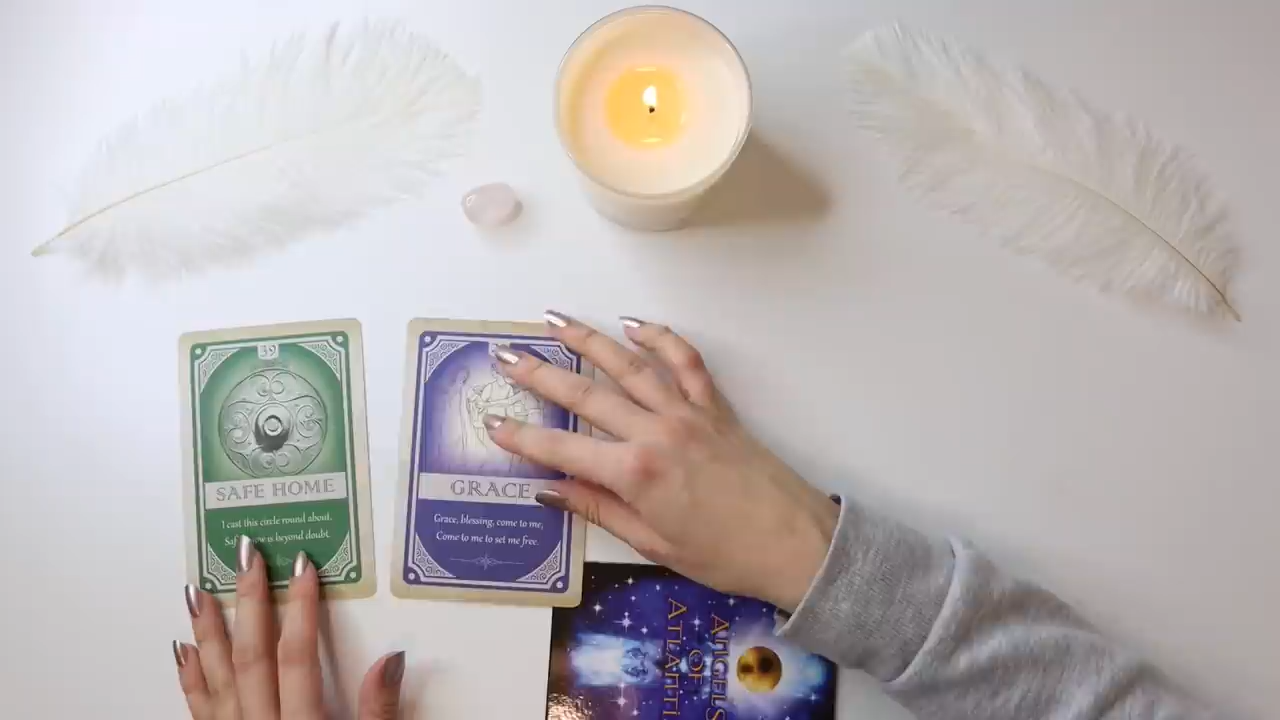 39
SAFE HOME
I cast this circle round about,
is beyond doubt.
GRACE
Grace, blessing, come to me,
Come to me to set me free.
ANGELS
OF